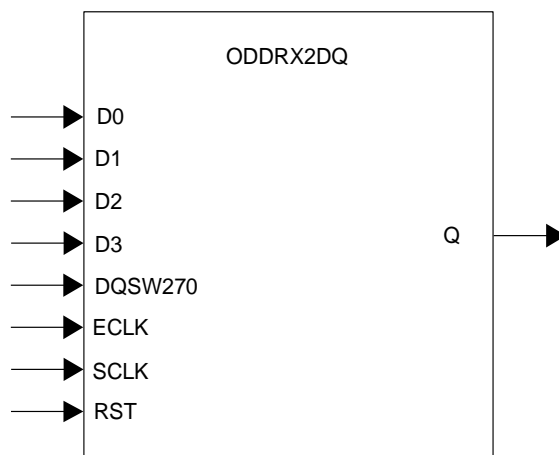 ODDRX2DQ
D0
D1
D2
D3
Q
DQSW270
ECLK
SCLK
RST